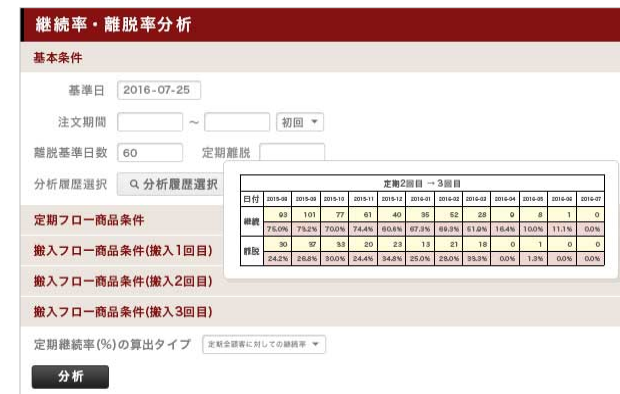 継続率・離脱率分析
基本条件
基準日 2016-07-25
注文期間 ～ 初回
離脱基準日数 60 定期離脱
分析履歴選択 分析履歴選択
定期2回目 → 3回目
日付 2015-08 2015-09 2015-10 2015-11 2015-12 2016-01 2016-02 2016-03 2016-04 2016-05 2016-06 2016-07
継続 93 101 77 61 40 35 52 28 9 8 1 0
75.0% 73.2% 70.0% 74.4% 60.6% 67.3% 69.3% 51.9% 16.4% 10.0% 11.1% 0.0%
離脱 30 37 33 20 23 13 21 18 0 1 0 0
24.2% 26.8% 30.0% 24.4% 34.8% 25.0% 28.0% 33.3% 0.0% 1.3% 0.0% 0.0%
定期フロー商品条件
搬入フロー商品条件(搬入1回目)
搬入フロー商品条件(搬入2回目)
搬入フロー商品条件(搬入3回目)
定期継続率(%)の算出タイプ 定期全顧客に対しての継続率
分析